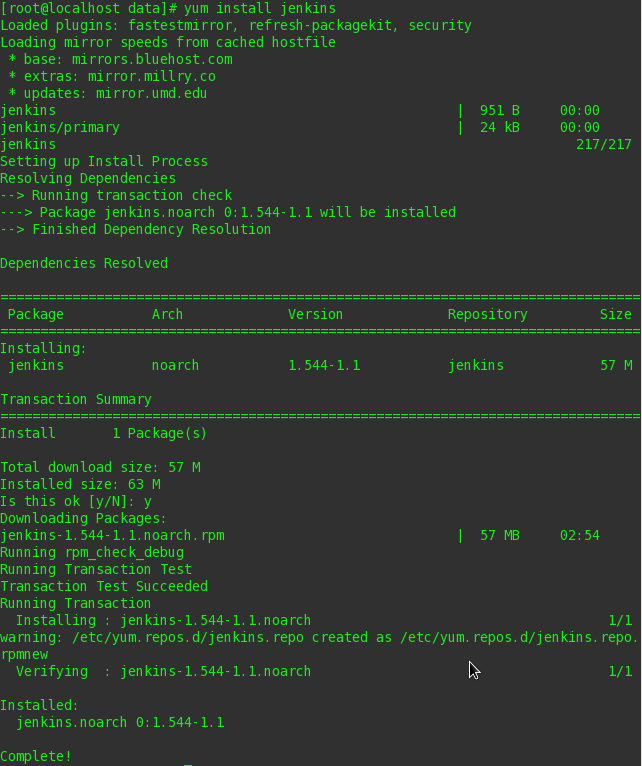 [root@localhost data]# yum install jenkins
Loaded plugins: fastestmirror, refresh-packagekit, security
Loading mirror speeds from cached hostfile
 * base: mirrors.bluehost.com
 * extras: mirror.millry.co
 * updates: mirror.umd.edu
jenkins                                                  |  951 B     00:00
jenkins/primary                                          |  24 kB     00:00
jenkins                                                                 217/217
Setting up Install Process
Resolving Dependencies
--> Running transaction check
---> Package jenkins.noarch 0:1.544-1.1 will be installed
--> Finished Dependency Resolution

Dependencies Resolved

================================================================================
 Package           Arch             Version             Repository         Size
================================================================================
Installing:
 jenkins           noarch           1.544-1.1           jenkins            57 M

Transaction Summary
================================================================================
Install       1 Package(s)

Total download size: 57 M
Installed size: 63 M
Is this ok [y/N]: y
Downloading Packages:
jenkins-1.544-1.1.noarch.rpm                             |  57 MB     02:54
Running rpm_check_debug
Running Transaction Test
Transaction Test Succeeded
Running Transaction
  Installing : jenkins-1.544-1.1.noarch                                     1/1
warning: /etc/yum.repos.d/jenkins.repo created as /etc/yum.repos.d/jenkins.repo.
rpmnew
  Verifying  : jenkins-1.544-1.1.noarch                                     1/1

Installed:
  jenkins.noarch 0:1.544-1.1

Complete!